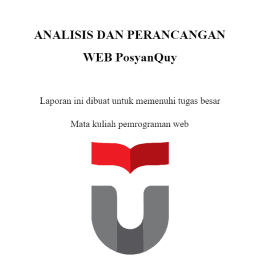 ANALISIS DAN PERANCANGAN
WEB PosyanQuy
Laporan ini dibuat untuk memenuhi tugas besar
Mata kuliah pemrograman web